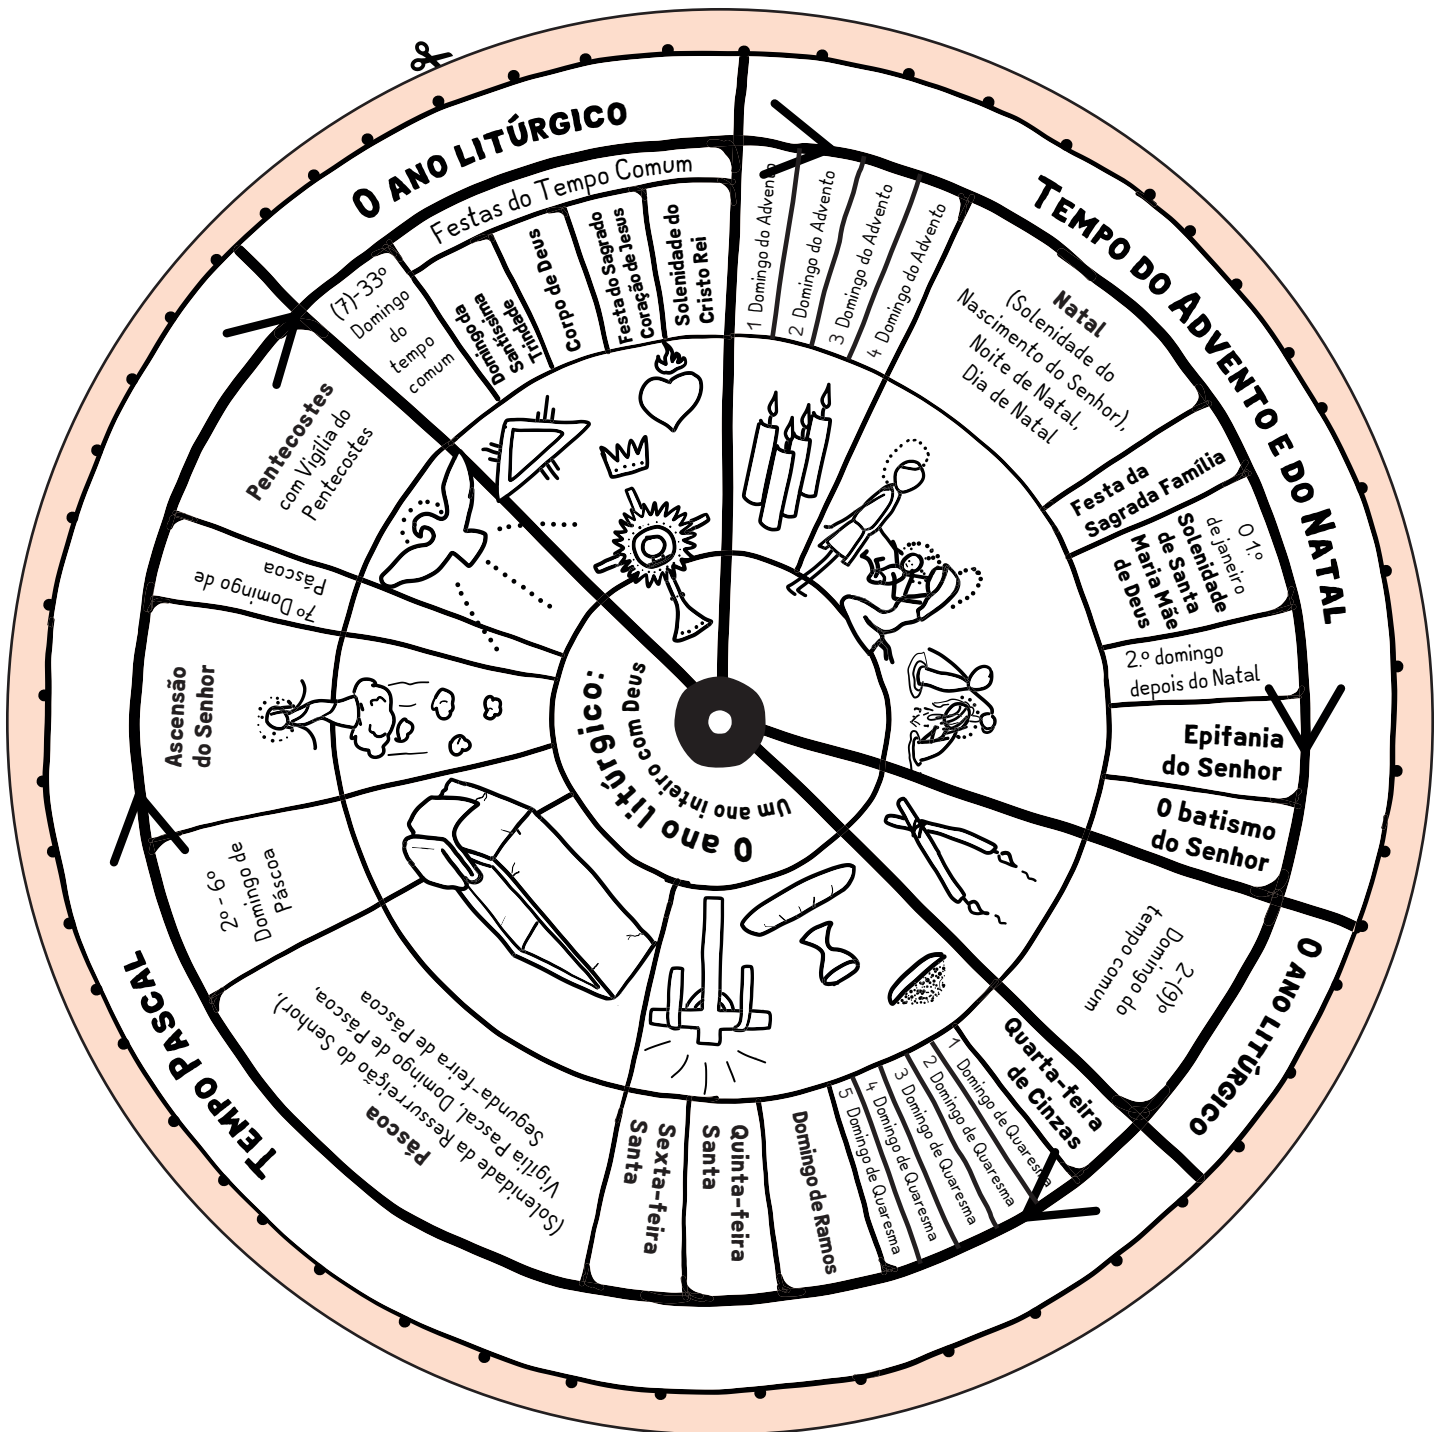 O ANO LITÚRGICO
TEMPO DO ADVENTO E DO NATAL
O ANO LITÚRGICO
TEMPO PASCAL
1 Domingo do Advento
2 Domingo do Advento
3 Domingo do Advento
4 Domingo do Advento
Natal
(Solenidade do
Nascimento do Senhor),
Noite de Natal,
Dia de Natal
Festa da
Sagrada Família
O 1.º
de janeiro
Solenidade
de Santa
Maria Mãe
de Deus
2.º domingo
depois do Natal
Epifania
do Senhor
O batismo
do Senhor
2-(9)º
Domingo do
tempo comum
Quarta-feira
de Cinzas
1 Domingo de Quaresma
2 Domingo de Quaresma
3 Domingo de Quaresma
4 Domingo de Quaresma
5 Domingo de Quaresma
Domingo de Ramos
Quinta-feira
Santa
Sexta-feira
Santa
Páscoa
(Solenidade da Resurreição do Senhor),
Vigília Pascal, Domingo de Páscoa,
Segunda-feira de Páscoa
2º - 6º
Domingo de
Páscoa
Ascensão
do Senhor
7º Domingo de
Páscoa
Pentecostes
com Vigília do
Pentecostes
(7)-33º
Domingo
do
tempo
comum
Festas do Tempo Comum
Domingo da
Santíssima
Trindade
Corpo de Deus
Festa do Sagrado
Coração de Jesus
Solenidade do
Cristo Rei
O ano litúrgico:
Um ano inteiro com Deus